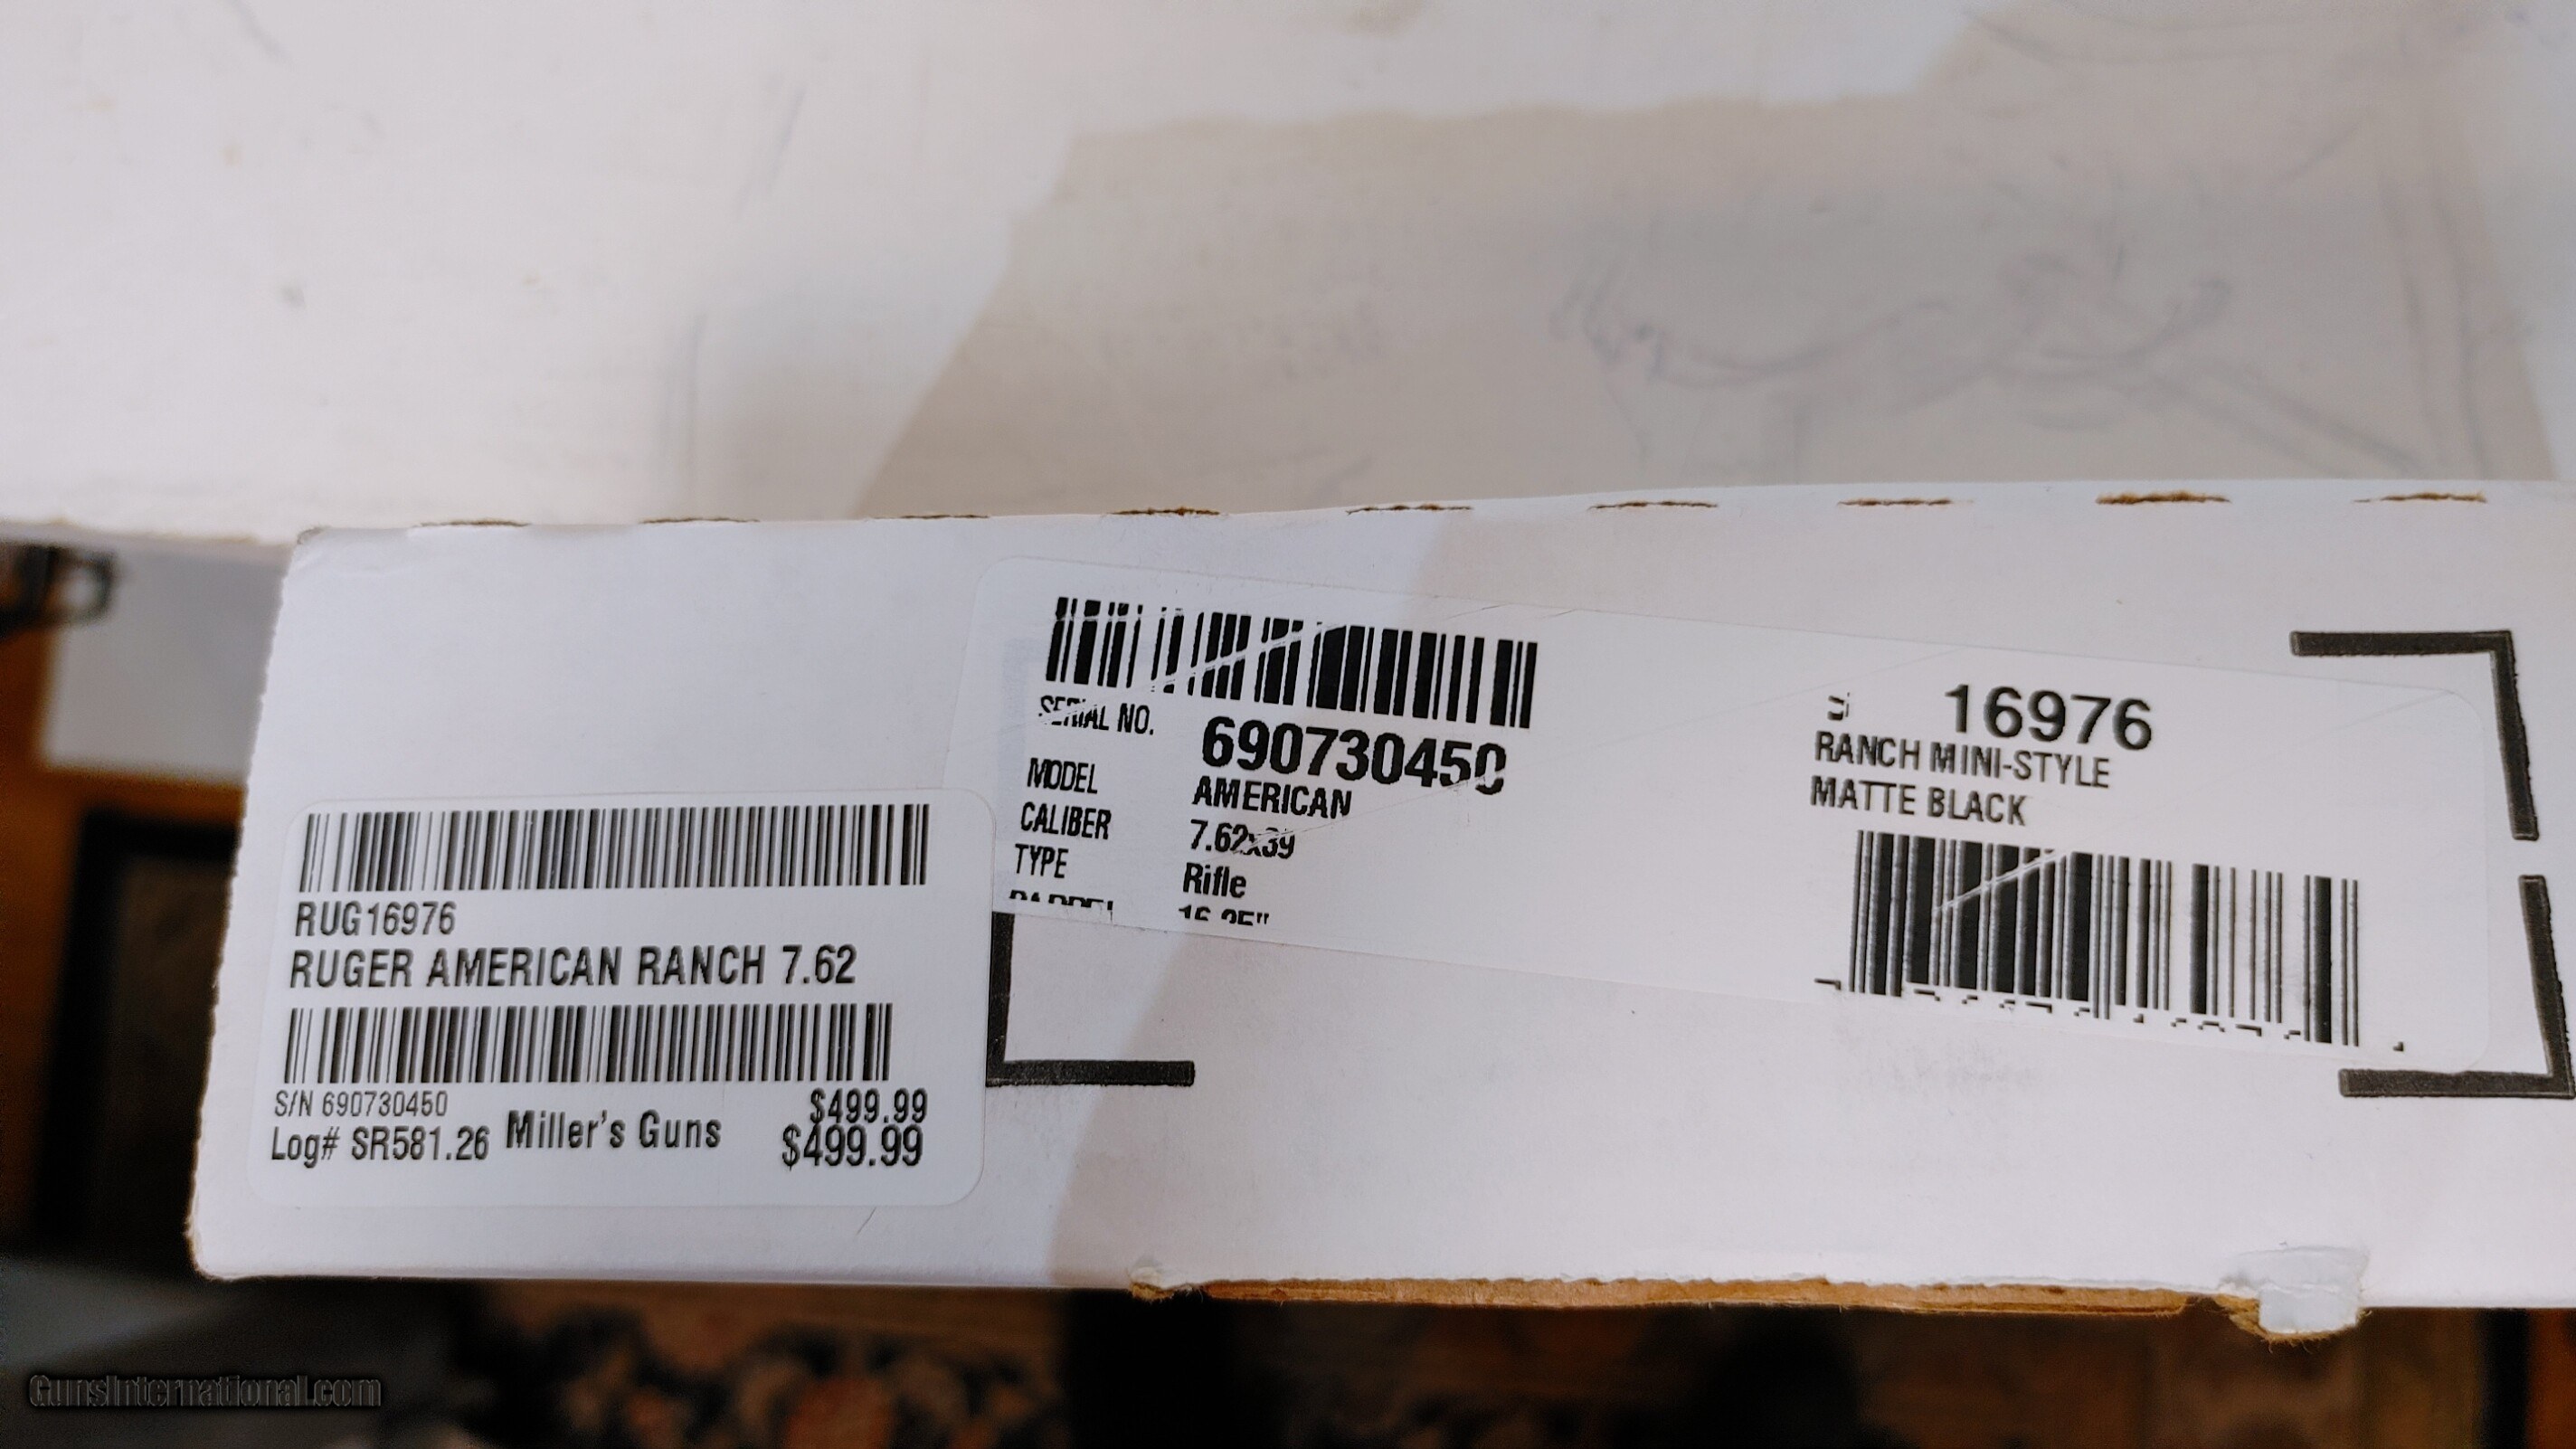 SERIAL NO. 690730450
MODEL AMERICAN
CALIBER 7.62x39
TYPE Rifle
BARREL
16976
RANCH MINI-STYLE
MATTE BLACK
RUG16976
RUGER AMERICAN RANCH 7.62
S/N 690730450 $499.99
Log# SR581.26 Miller's Guns $499.99
GunsInternational.com